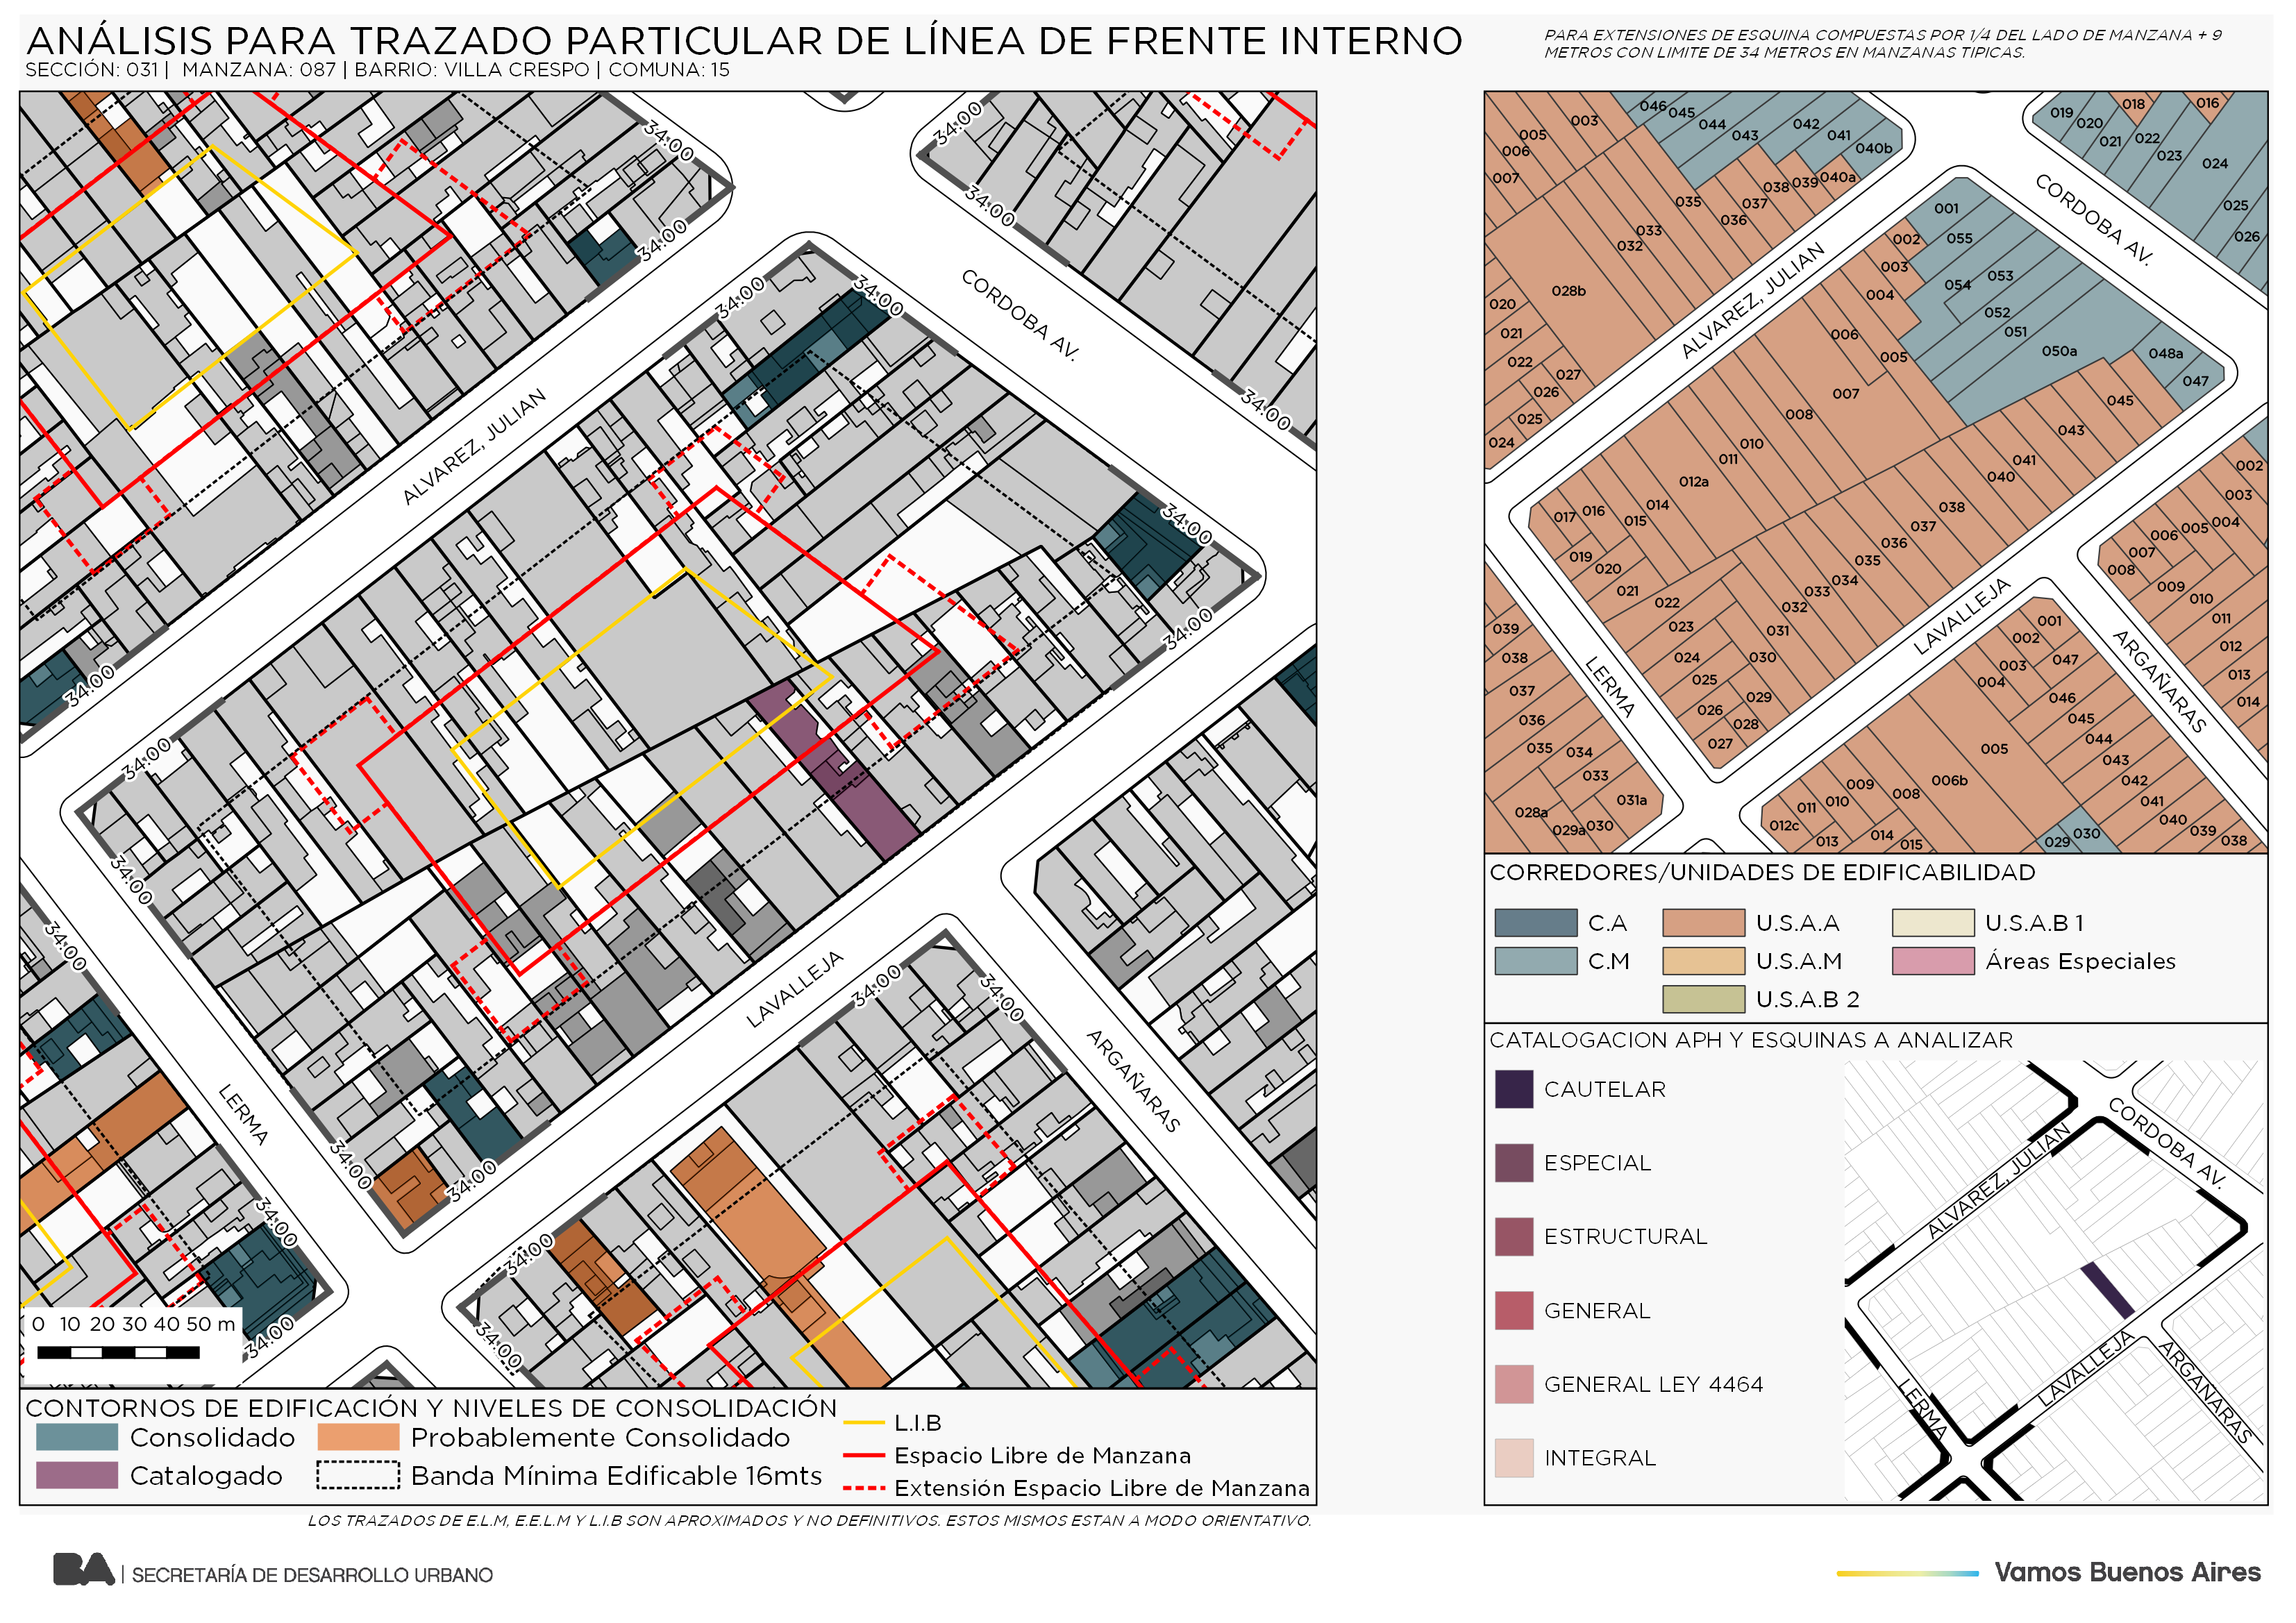 ANÁLISIS PARA TRAZADO PARTICULAR DE LÍNEA DE FRENTE INTERNO
SECCIÓN: 031 | MANZANA: 087 | BARRIO: VILLA CRESPO | COMUNA: 15
PARA EXTENSIONES DE ESQUINA COMPUESTAS POR 1/4 DEL LADO DE MANZANA + 9
METROS CON LIMITE DE 34 METROS EN MANZANAS TIPICAS.
34.00
34.00
34.00
34.00
34.00
34.00
34.00
CORDOBA AV.
ALVAREZ, JULIAN
34.00
34.00
34.00
34.00
34.00
34.00
34.00
LAVALLEJA
34.00
34.00
ARGAÑARAS
LERMA
34.00
34.00
34.00
34.00
34.00
34.00
0 10 20 30 40 50 m
CONTORNOS DE EDIFICACIÓN Y NIVELES DE CONSOLIDACIÓN
Consolidado
Probablemente Consolidado
Catalogado
Banda Mínima Edificable 16mts
L.I.B
Espacio Libre de Manzana
Extensión Espacio Libre de Manzana
LOS TRAZADOS DE E.L.M, E.E.L.M Y L.I.B SON APROXIMADOS Y NO DEFINITIVOS. ESTOS MISMOS ESTAN A MODO ORIENTATIVO.
003
005
006
007
046
045
044
043
042
041
040b
040a
039
038
037
036
035
033
032
028b
020
021
022
027
026
025
024
019
020
021
018
022
023
016
024
025
026
CORDOBA AV.
ALVAREZ, JULIAN
001
055
002
003
004
054
053
052
051
050a
048a
047
045
043
041
040
006
005
007
008
010
011
012a
014
015
016
017
019
020
021
022
023
024
025
026
027
028
029
030
031
032
033
034
035
036
037
038
LERMA
LAVALLEJA
ARGAÑARAS
002
003
004
005
006
007
008
009
010
011
012
013
014
039
038
037
036
035
034
033
031a
030
029a
028a
001
002
003
004
047
046
045
044
043
042
041
040
039
038
005
006b
008
009
010
011
012c
013
014
015
029
030
CORREDORES/UNIDADES DE EDIFICABILIDAD
C.A
U.S.A.A
U.S.A.B 1
C.M
U.S.A.M
Áreas Especiales
U.S.A.B 2
CATALOGACION APH Y ESQUINAS A ANALIZAR
CAUTELAR
ESPECIAL
ESTRUCTURAL
GENERAL
GENERAL LEY 4464
INTEGRAL
CORDOBA AV.
ALVAREZ, JULIAN
LAVALLEJA
ARGAÑARAS
LERMA
BA | SECRETARÍA DE DESARROLLO URBANO
Vamos Buenos Aires